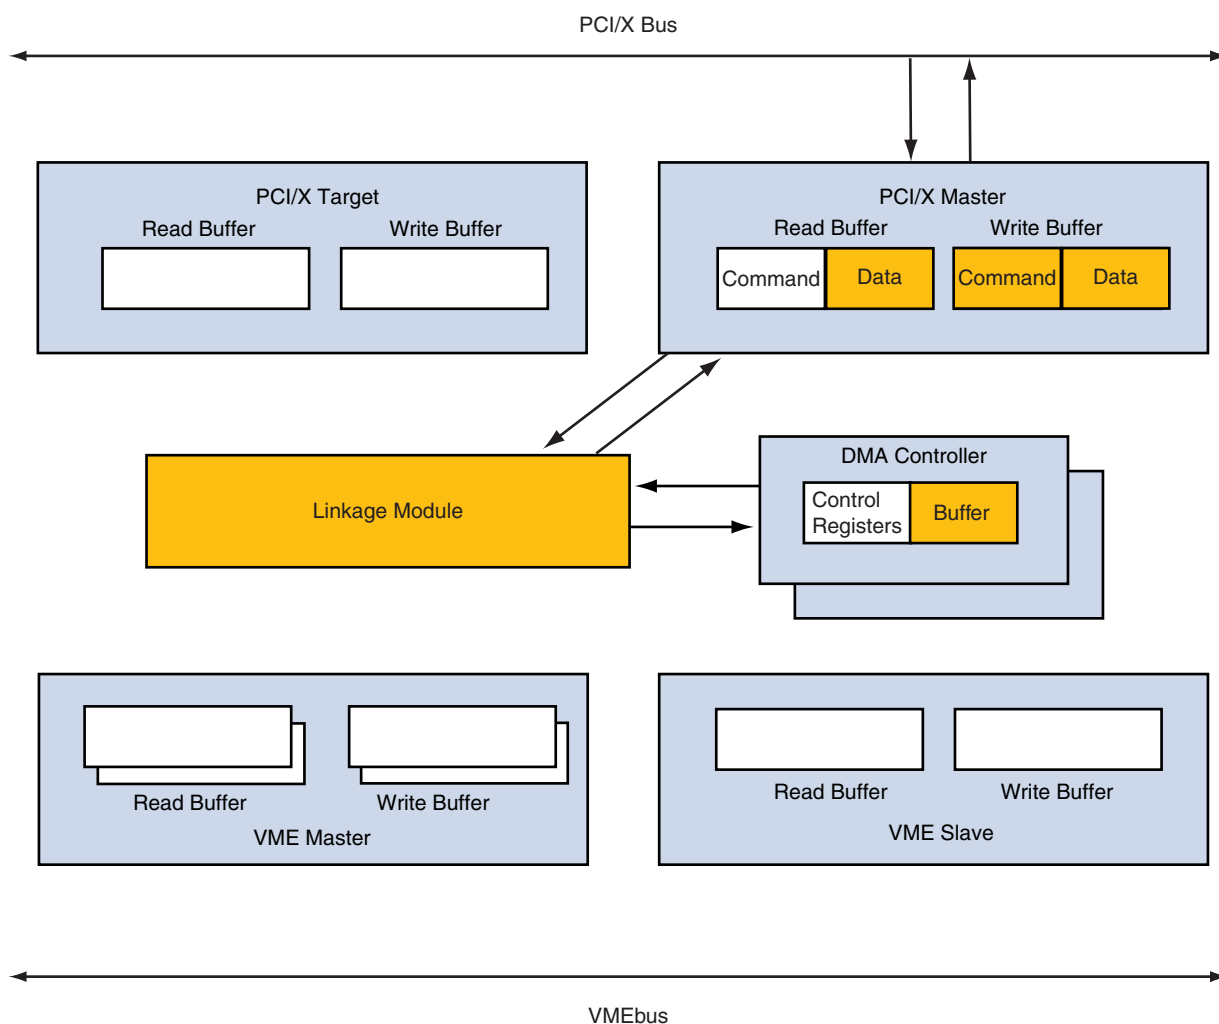 PCI/X Bus
PCI/X Target
Read Buffer
Write Buffer
PCI/X Master
Read Buffer
Write Buffer
Command
Data
Command
Data
DMA Controller
Control
Registers
Buffer
Linkage Module
Read Buffer
Write Buffer
VME Master
Read Buffer
Write Buffer
VME Slave
VMEbus